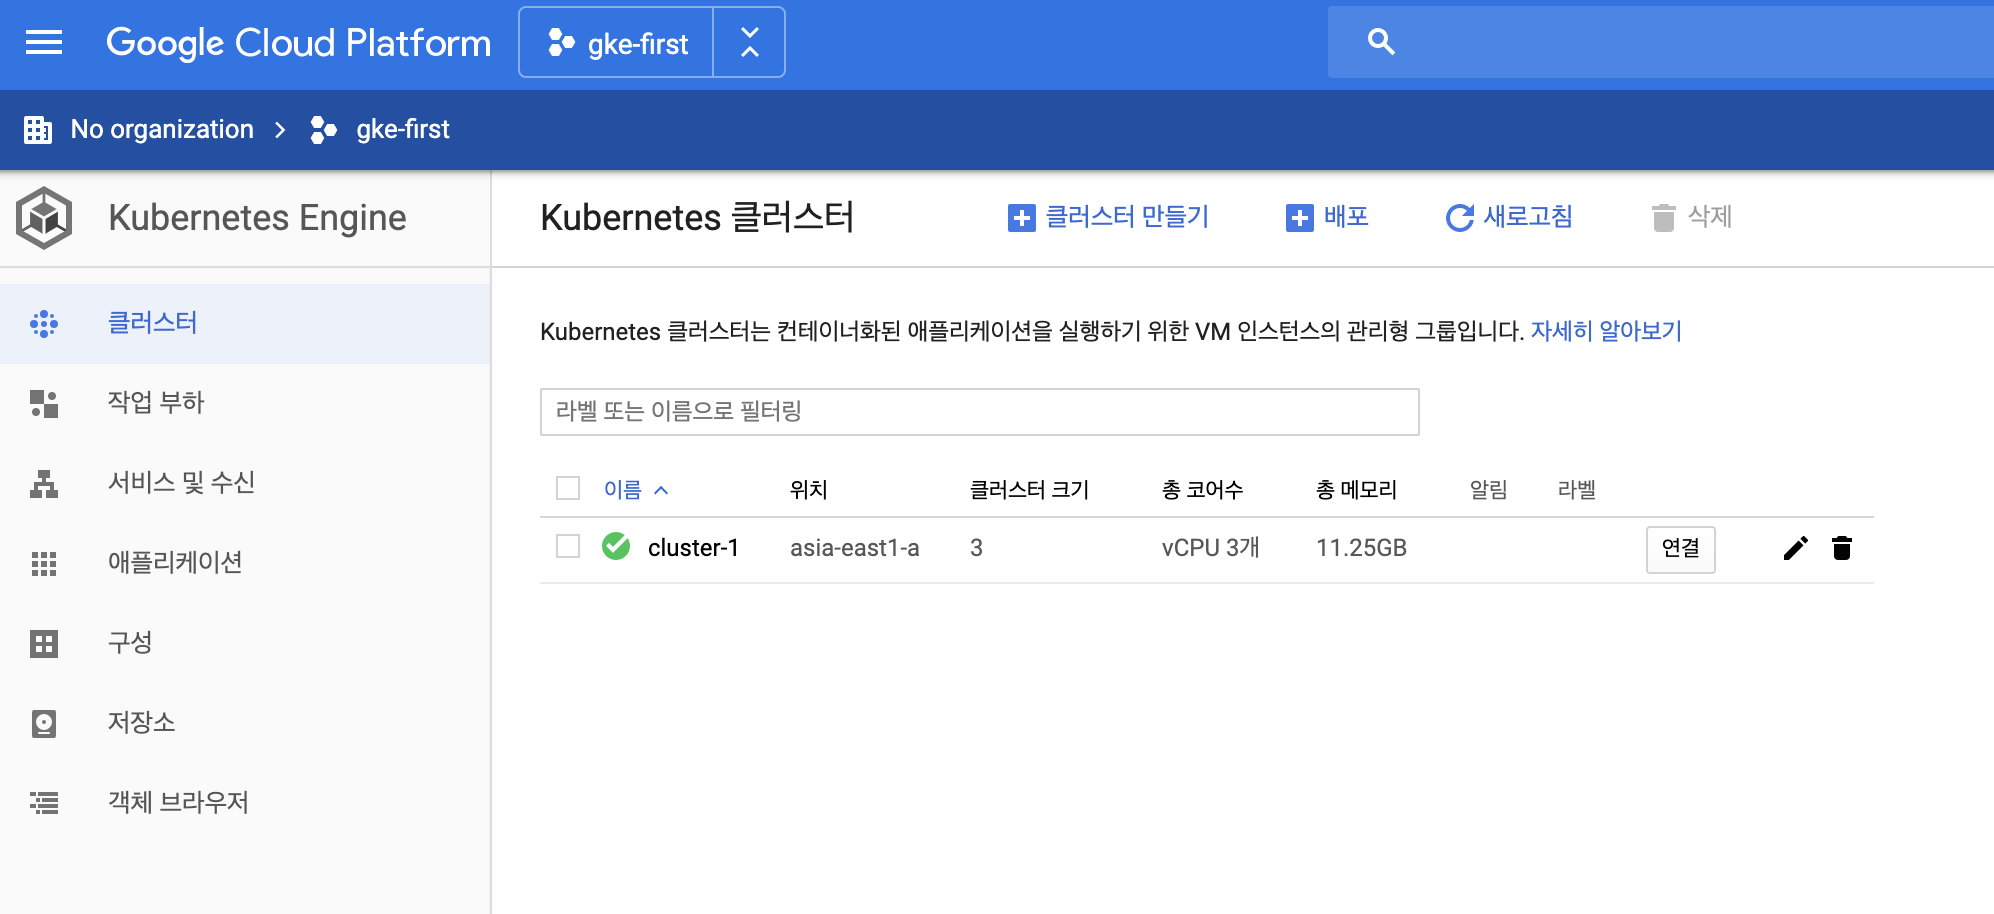 Google Cloud Platform gke-first
No organization > gke-first
Kubernetes Engine
클러스터
작업 부하
서비스 및 수신
애플리케이션
구성
저장소
객체 브라우저
Kubernetes 클러스터 클러스터 만들기 배포 새로고침 삭제
Kubernetes 클러스터는 컨테이너화된 애플리케이션을 실행하기 위한 VM 인스턴스의 관리형 그룹입니다. 자세히 알아보기
라벨 또는 이름으로 필터링
이름 위치 클러스터 크기 총 코어수 총 메모리 알림 라벨
cluster-1 asia-east1-a 3 vCPU 3개 11.25GB 연결